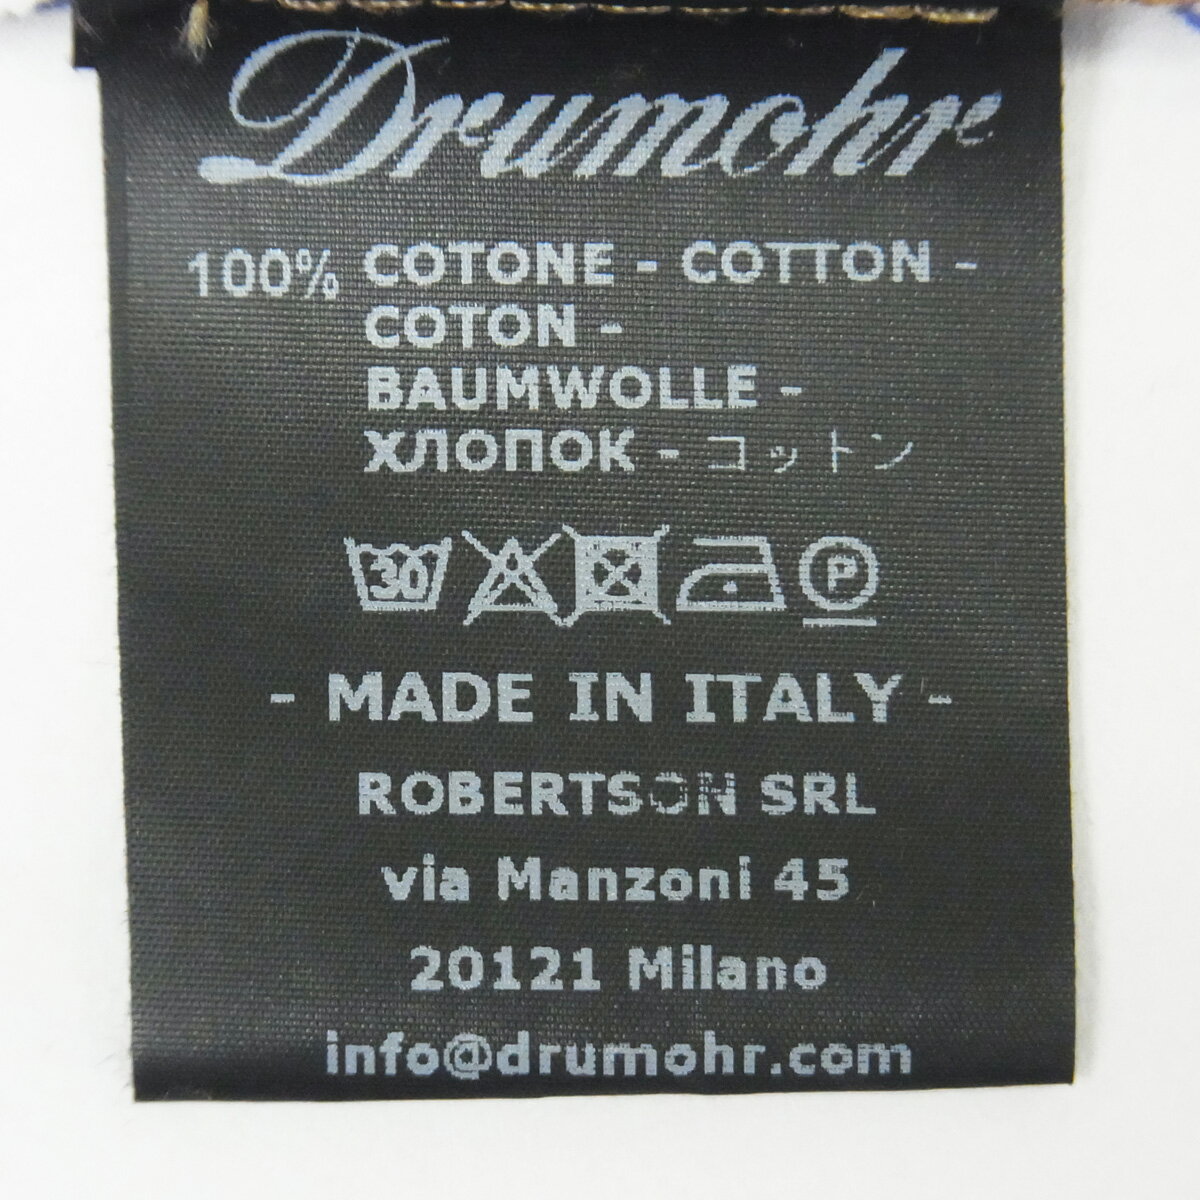 Drumohr
100% COTONE - COTTON -
COTON -
BAUMWOLLE -
ХЛОПОК - コットン
30 P
- MADE IN ITALY -
ROBERTSON SRL
via Manzoni 45
20121 Milano
info@drumohr.com